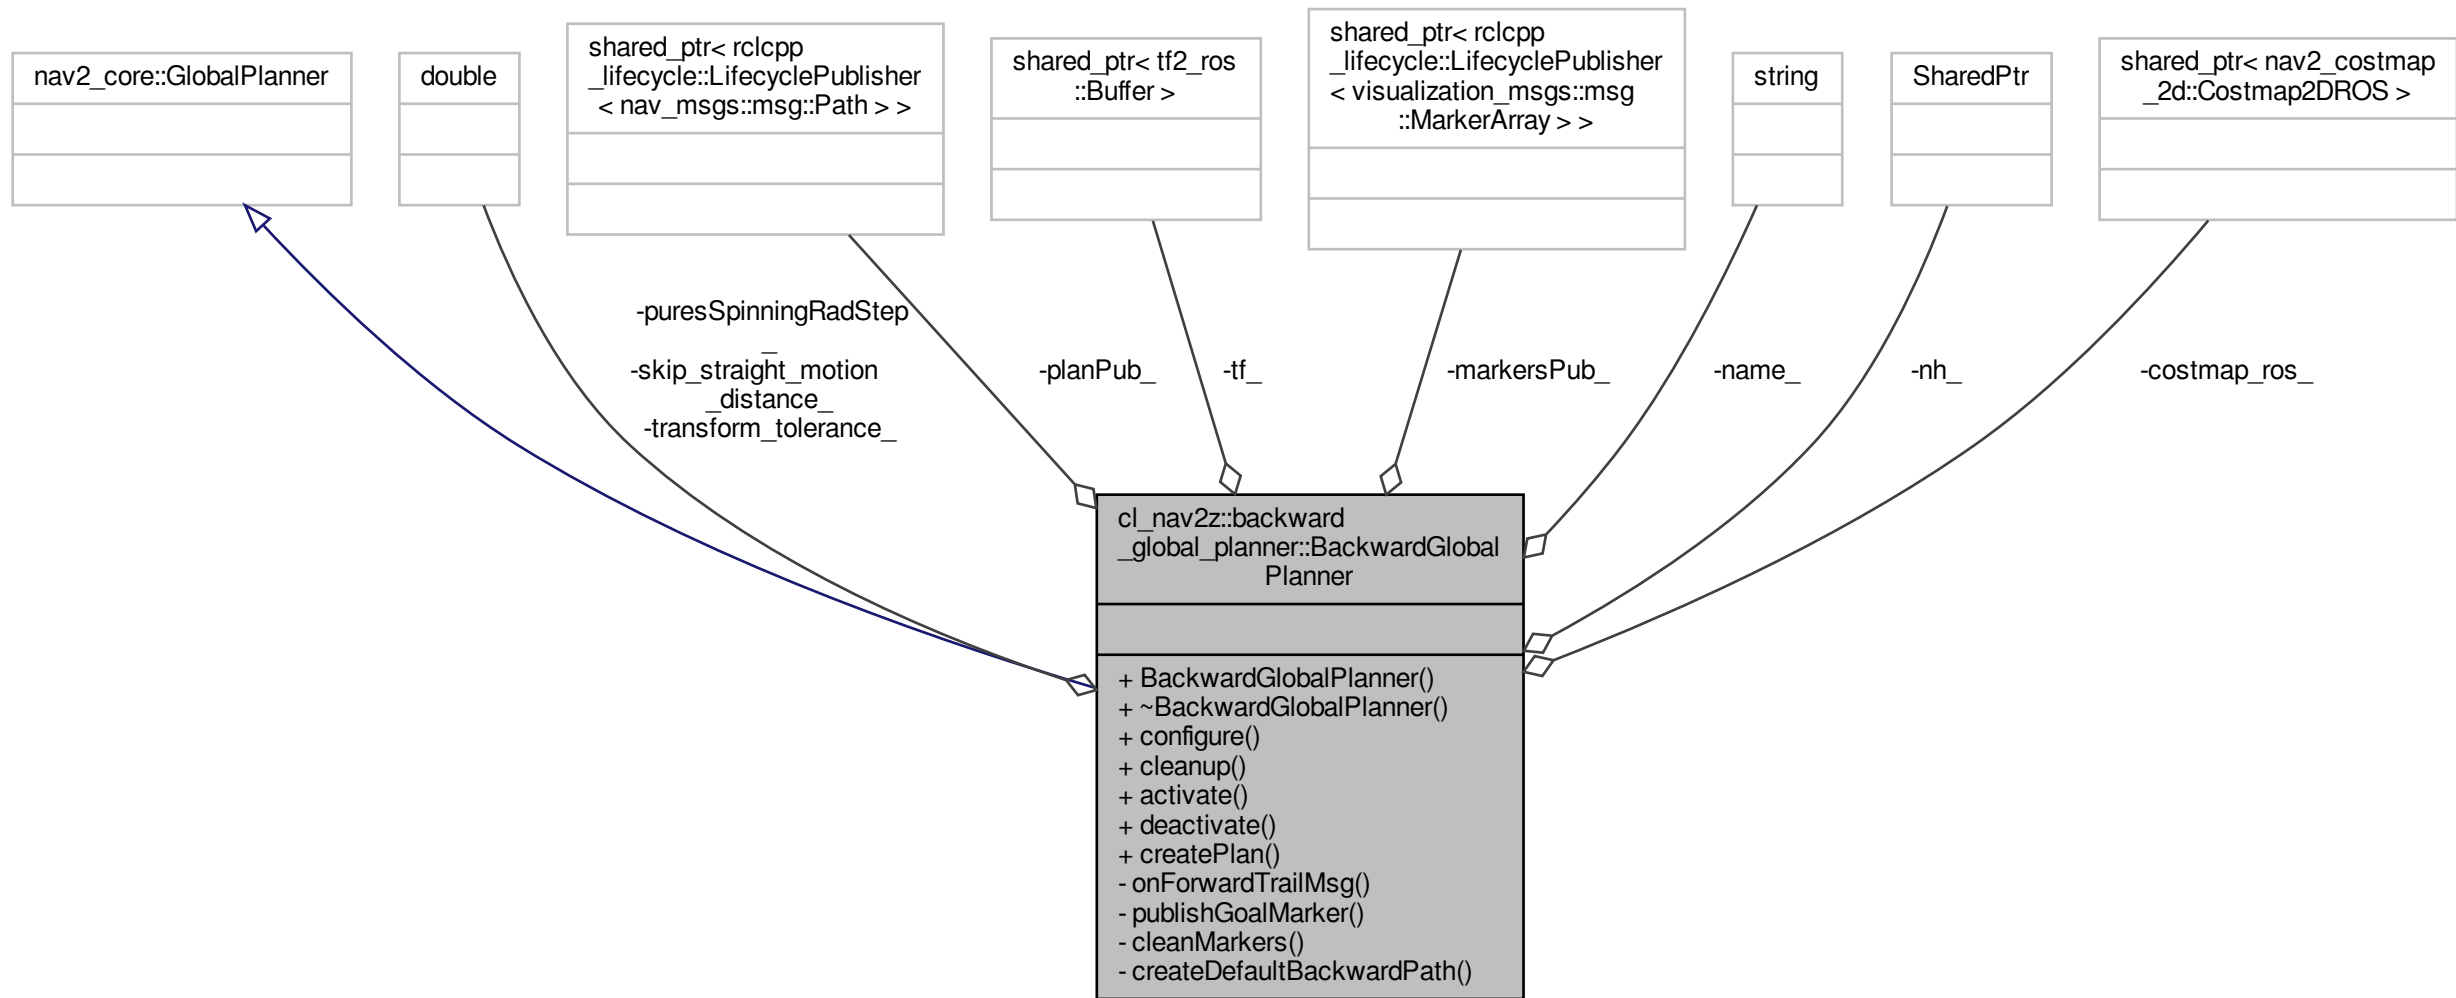 nav2_core::GlobalPlanner
double
shared_ptr< rclcpp
_lifecycle::LifecyclePublisher
< nav_msgs::msg::Path > >
shared_ptr< tf2_ros
::Buffer >
shared_ptr< rclcpp
_lifecycle::LifecyclePublisher
< visualization_msgs::msg
::MarkerArray > >
string
SharedPtr
shared_ptr< nav2_costmap
_2d::Costmap2DROS >
-puresSpinningRadStep
_
-skip_straight_motion
_distance_
-transform_tolerance_
-planPub_
-tf_
-markersPub_
-name_
-nh_
-costmap_ros_
cl_nav2z::backward
_global_planner::BackwardGlobal
Planner
+ BackwardGlobalPlanner()
+ ~BackwardGlobalPlanner()
+ configure()
+ cleanup()
+ activate()
+ deactivate()
+ createPlan()
- onForwardTrailMsg()
- publishGoalMarker()
- cleanMarkers()
- createDefaultBackwardPath()